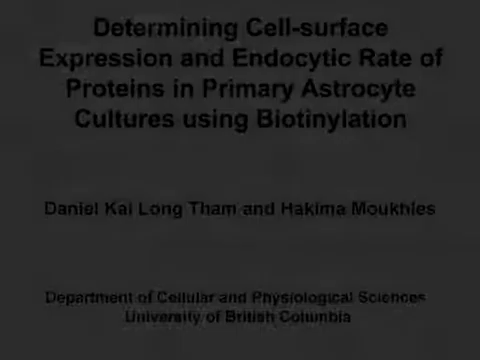 Determining Cell-surface
Expression and Endocytic Rate of
Proteins in Primary Astrocyte
Cultures using Biotinylation
Daniel Kai Long Tham and Hakima Moukhles
Department of Cellular and Physiological Sciences
University of British Columbia